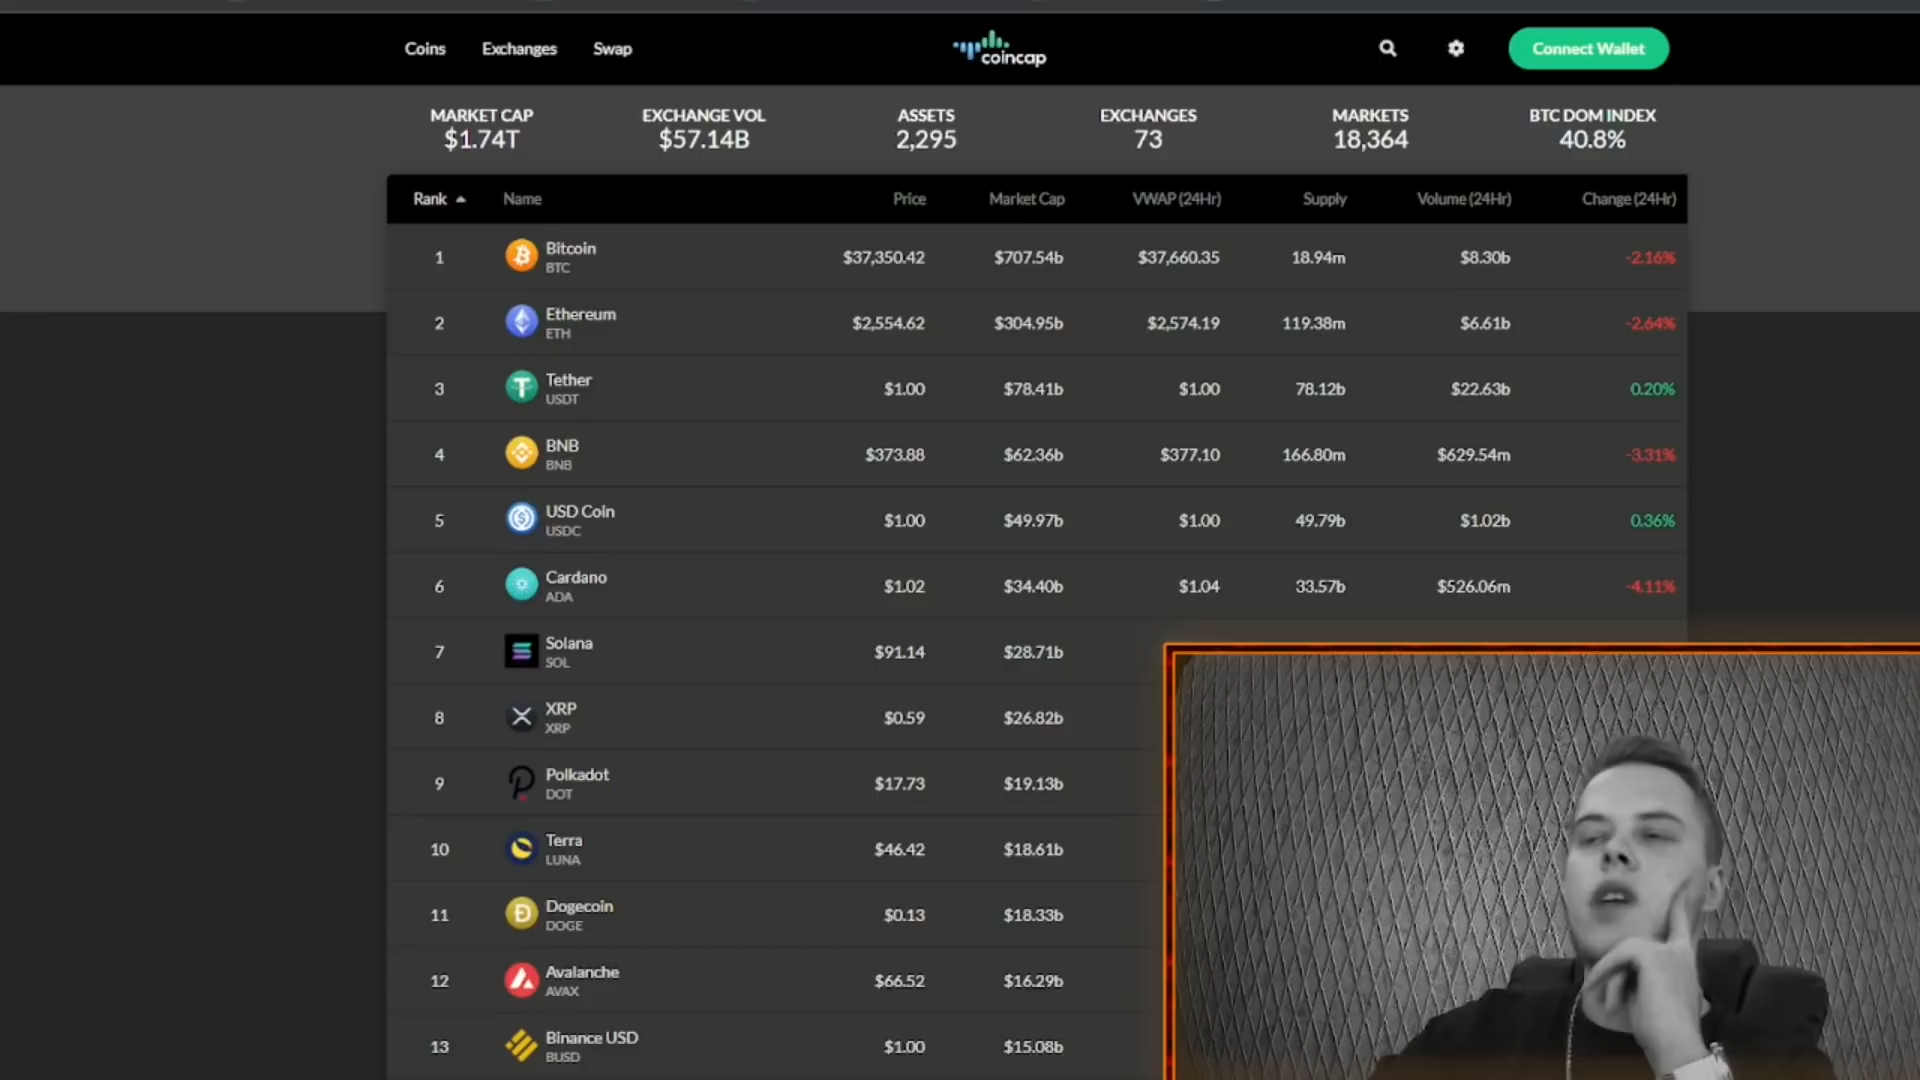 Coins Exchanges Swap coincap Connect Wallet
MARKET CAP EXCHANGE VOL ASSETS EXCHANGES MARKETS BTC DOM INDEX
$1.74T $57.14B 2,295 73 18,364 40.8%
Rank Name Price Market Cap VWAP (24Hr) Supply Volume (24Hr) Change (24Hr)
1 Bitcoin $37,350.42 $707.54b $37,660.35 18.94m $8.30b -2.16%
BTC
2 Ethereum $2,554.62 $304.95b $2,574.19 119.38m $6.61b -2.64%
ETH
3 Tether $1.00 $78.41b $1.00 78.12b $22.63b 0.20%
USDT
4 BNB $373.88 $62.36b $377.10 166.80m $629.54m -3.31%
BNB
5 USD Coin $1.00 $49.97b $1.00 49.79b $1.02b 0.36%
USDC
6 Cardano $1.02 $34.40b $1.04 33.57b $526.06m -4.11%
ADA
7 Solana $91.14 $28.71b
SOL
8 XRP $0.59 $26.82b
XRP
9 Polkadot $17.73 $19.13b
DOT
10 Terra $46.42 $18.61b
LUNA
11 Dogecoin $0.13 $18.33b
DOGE
12 Avalanche $66.52 $16.29b
AVAX
13 Binance USD $1.00 $15.08b
BUSD